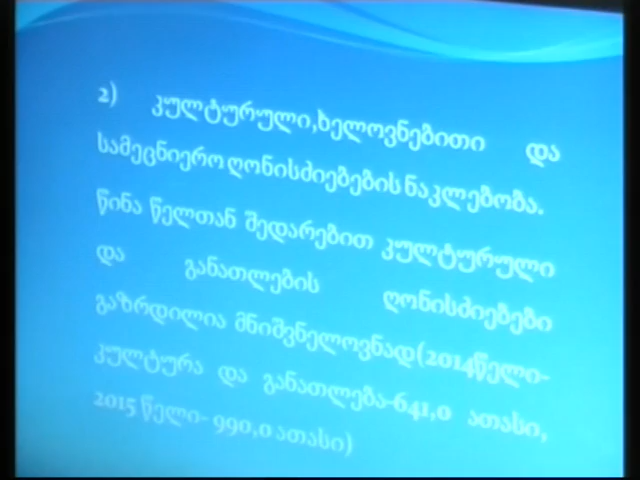 2) კულტურული,ხელოვნებითი და
სამეცნიერო ღონისძიებების ნაკლებობა.
წინა წელთან შედარებით კულტურული
და განათლების ღონისძიებები
გაზრდილია მნიშვნელოვნად(2014წელი-
კულტურა და განათლება-641,0 ათასი,
2015 წელი- 990,0 ათასი)